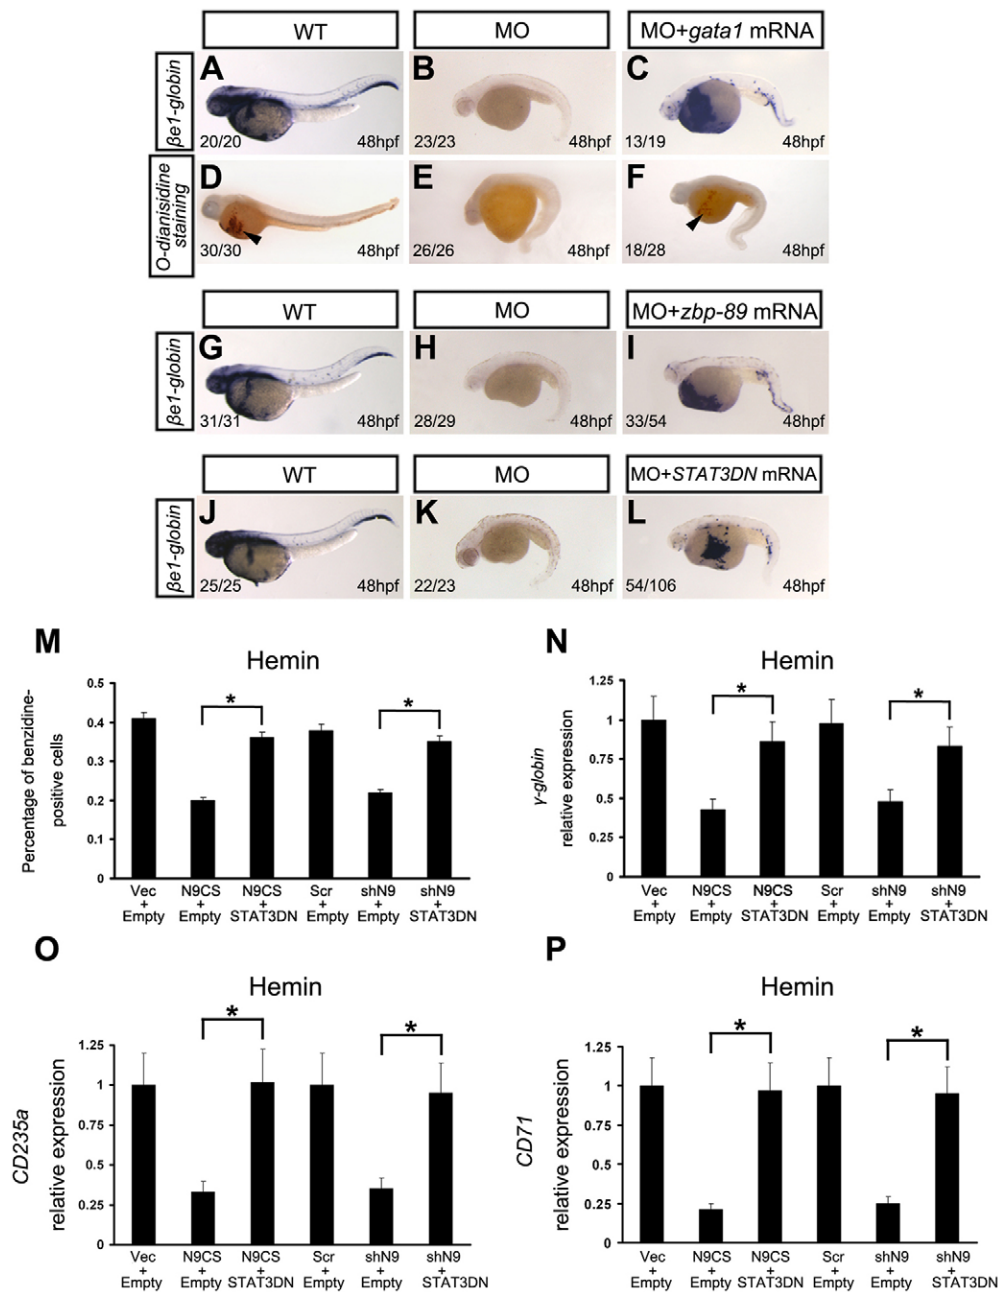 WT MO MO+gata1 mRNA
βe1-globin
A B C
20/20 48hpf 23/23 48hpf 13/19 48hpf
O-dianisidine
staining
D E F
30/30 48hpf 26/26 48hpf 18/28 48hpf
WT MO MO+zbp-89 mRNA
βe1-globin
G H I
31/31 48hpf 28/29 48hpf 33/54 48hpf
WT MO MO+STAT3DN mRNA
βe1-globin
J K L
25/25 48hpf 22/23 48hpf 54/106 48hpf
M
Hemin
Percentage of benzidine-
positive cells
0.5
0.4
0.3
0.2
0.1
0
* *
Vec N9CS N9CS Scr shN9 shN9
+ + + + + +
Empty Empty STAT3DN Empty Empty STAT3DN
N
Hemin
γ-globin
relative expression
1.25
1
0.75
0.5
0.25
0
* *
Vec N9CS N9CS Scr shN9 shN9
+ + + + + +
Empty Empty STAT3DN Empty Empty STAT3DN
O
Hemin
CD235a
relative expression
1.25
1
0.75
0.5
0.25
0
* *
Vec N9CS N9CS Scr shN9 shN9
+ + + + + +
Empty Empty STAT3DN Empty Empty STAT3DN
P
Hemin
CD71
relative expression
1.25
1
0.75
0.5
0.25
0
* *
Vec N9CS N9CS Scr shN9 shN9
+ + + + + +
Empty Empty STAT3DN Empty Empty STAT3DN